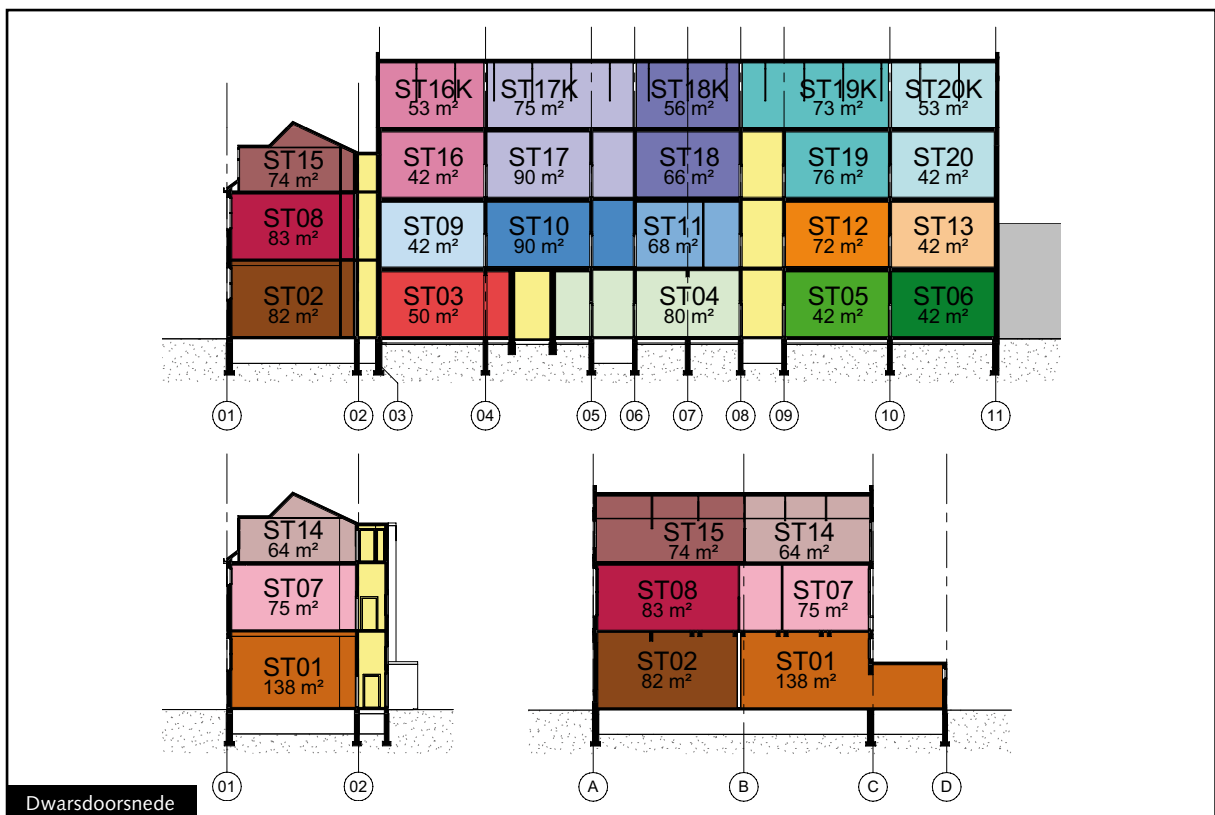 ST16K
53 m²
ST17K
75 m²
ST18K
56 m²
ST19K
73 m²
ST20K
53 m²
ST15
74 m²
ST16
42 m²
ST17
90 m²
ST18
66 m²
ST19
76 m²
ST20
42 m²
ST08
83 m²
ST09
42 m²
ST10
90 m²
ST11
68 m²
ST12
72 m²
ST13
42 m²
ST02
82 m²
ST03
50 m²
ST04
80 m²
ST05
42 m²
ST06
42 m²
01 02 03 04 05 06 07 08 09 10 11
ST14
64 m²
ST07
75 m²
ST01
138 m²
01 02
ST15
74 m²
ST14
64 m²
ST08
83 m²
ST07
75 m²
ST02
82 m²
ST01
138 m²
A B C D
Dwarsdoorsnede